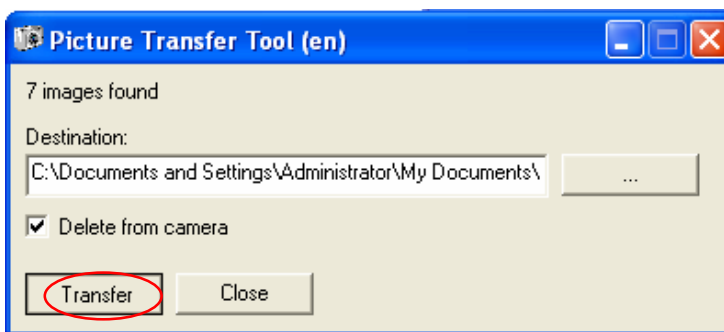 Picture Transfer Tool (en)
7 images found
Destination:
C:\Documents and Settings\Administrator\My Documents\
...
Delete from camera
Transfer
Close